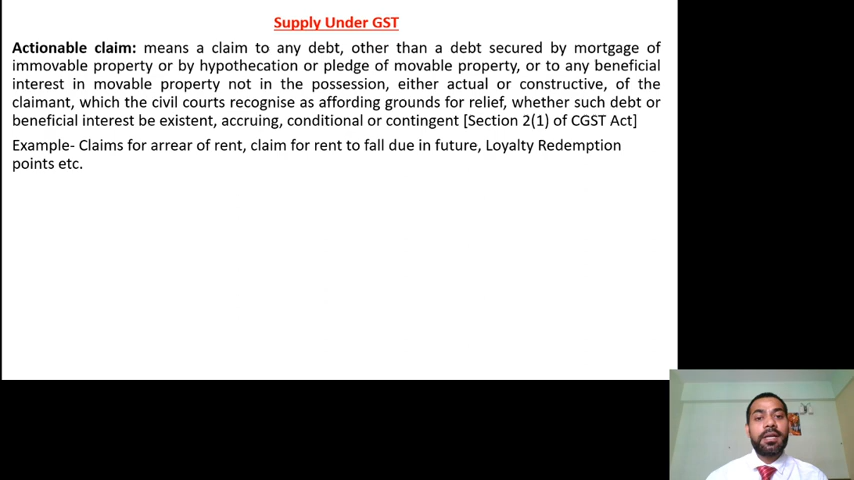 Supply Under GST
Actionable claim: means a claim to any debt, other than a debt secured by mortgage of
immovable property or by hypothecation or pledge of movable property, or to any beneficial
interest in movable property not in the possession, either actual or constructive, of the
claimant, which the civil courts recognise as affording grounds for relief, whether such debt or
beneficial interest be existent, accruing, conditional or contingent [Section 2(1) of CGST Act]
Example- Claims for arrear of rent, claim for rent to fall due in future, Loyalty Redemption
points etc.